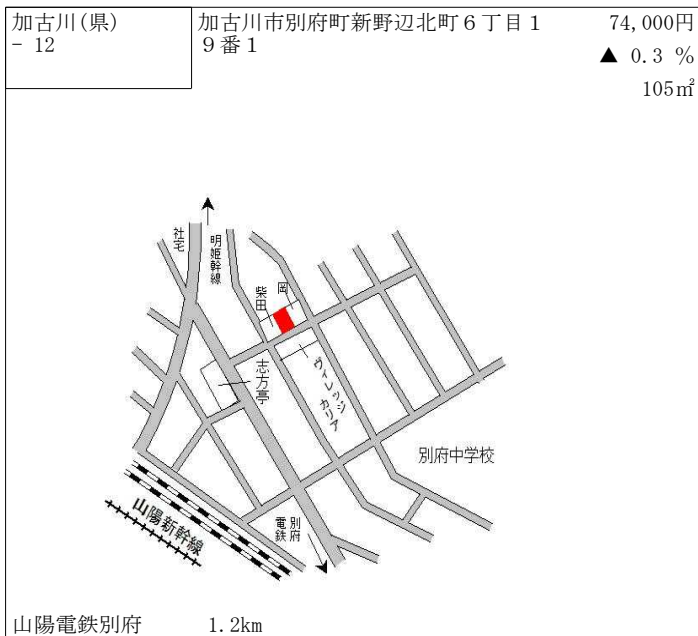 加古川(県)
- 12
加古川市別府町新野辺北町６丁目１
９番１
74,000円
▲ 0.3 %
105㎡
社宅
明姫幹線
柴田
岡
志方亭
ヴィレッジ
カリア
別府中学校
山陽新幹線
別府
電鉄
山陽電鉄別府 1.2km